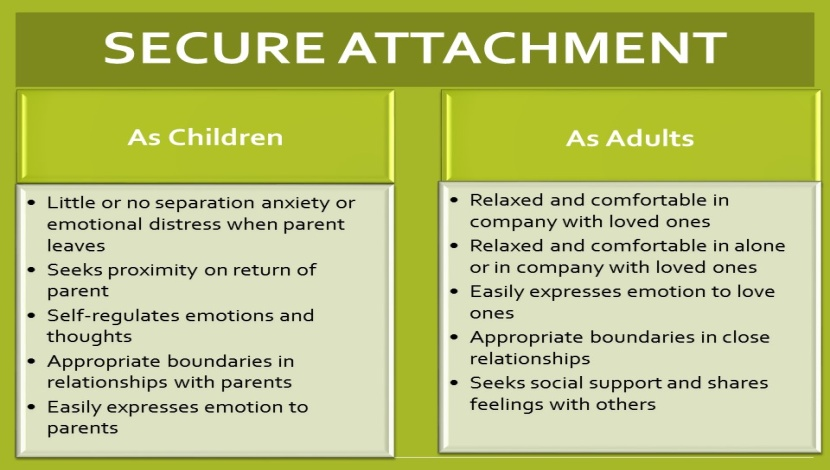 SECURE ATTACHMENT
As Children
• Little or no separation anxiety or
emotional distress when parent
leaves
• Seeks proximity on return of
parent
• Self-regulates emotions and
thoughts
• Appropriate boundaries in
relationships with parents
• Easily expresses emotion to
parents
As Adults
• Relaxed and comfortable in
company with loved ones
• Relaxed and comfortable in alone
or in company with loved ones
• Easily expresses emotion to love
ones
• Appropriate boundaries in close
relationships
• Seeks social support and shares
feelings with others